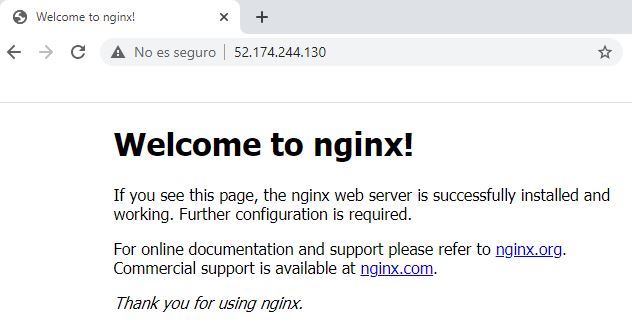 Welcome to nginx!
No es seguro | 52.174.244.130
Welcome to nginx!
If you see this page, the nginx web server is successfully installed and
working. Further configuration is required.
For online documentation and support please refer to nginx.org.
Commercial support is available at nginx.com.
Thank you for using nginx.